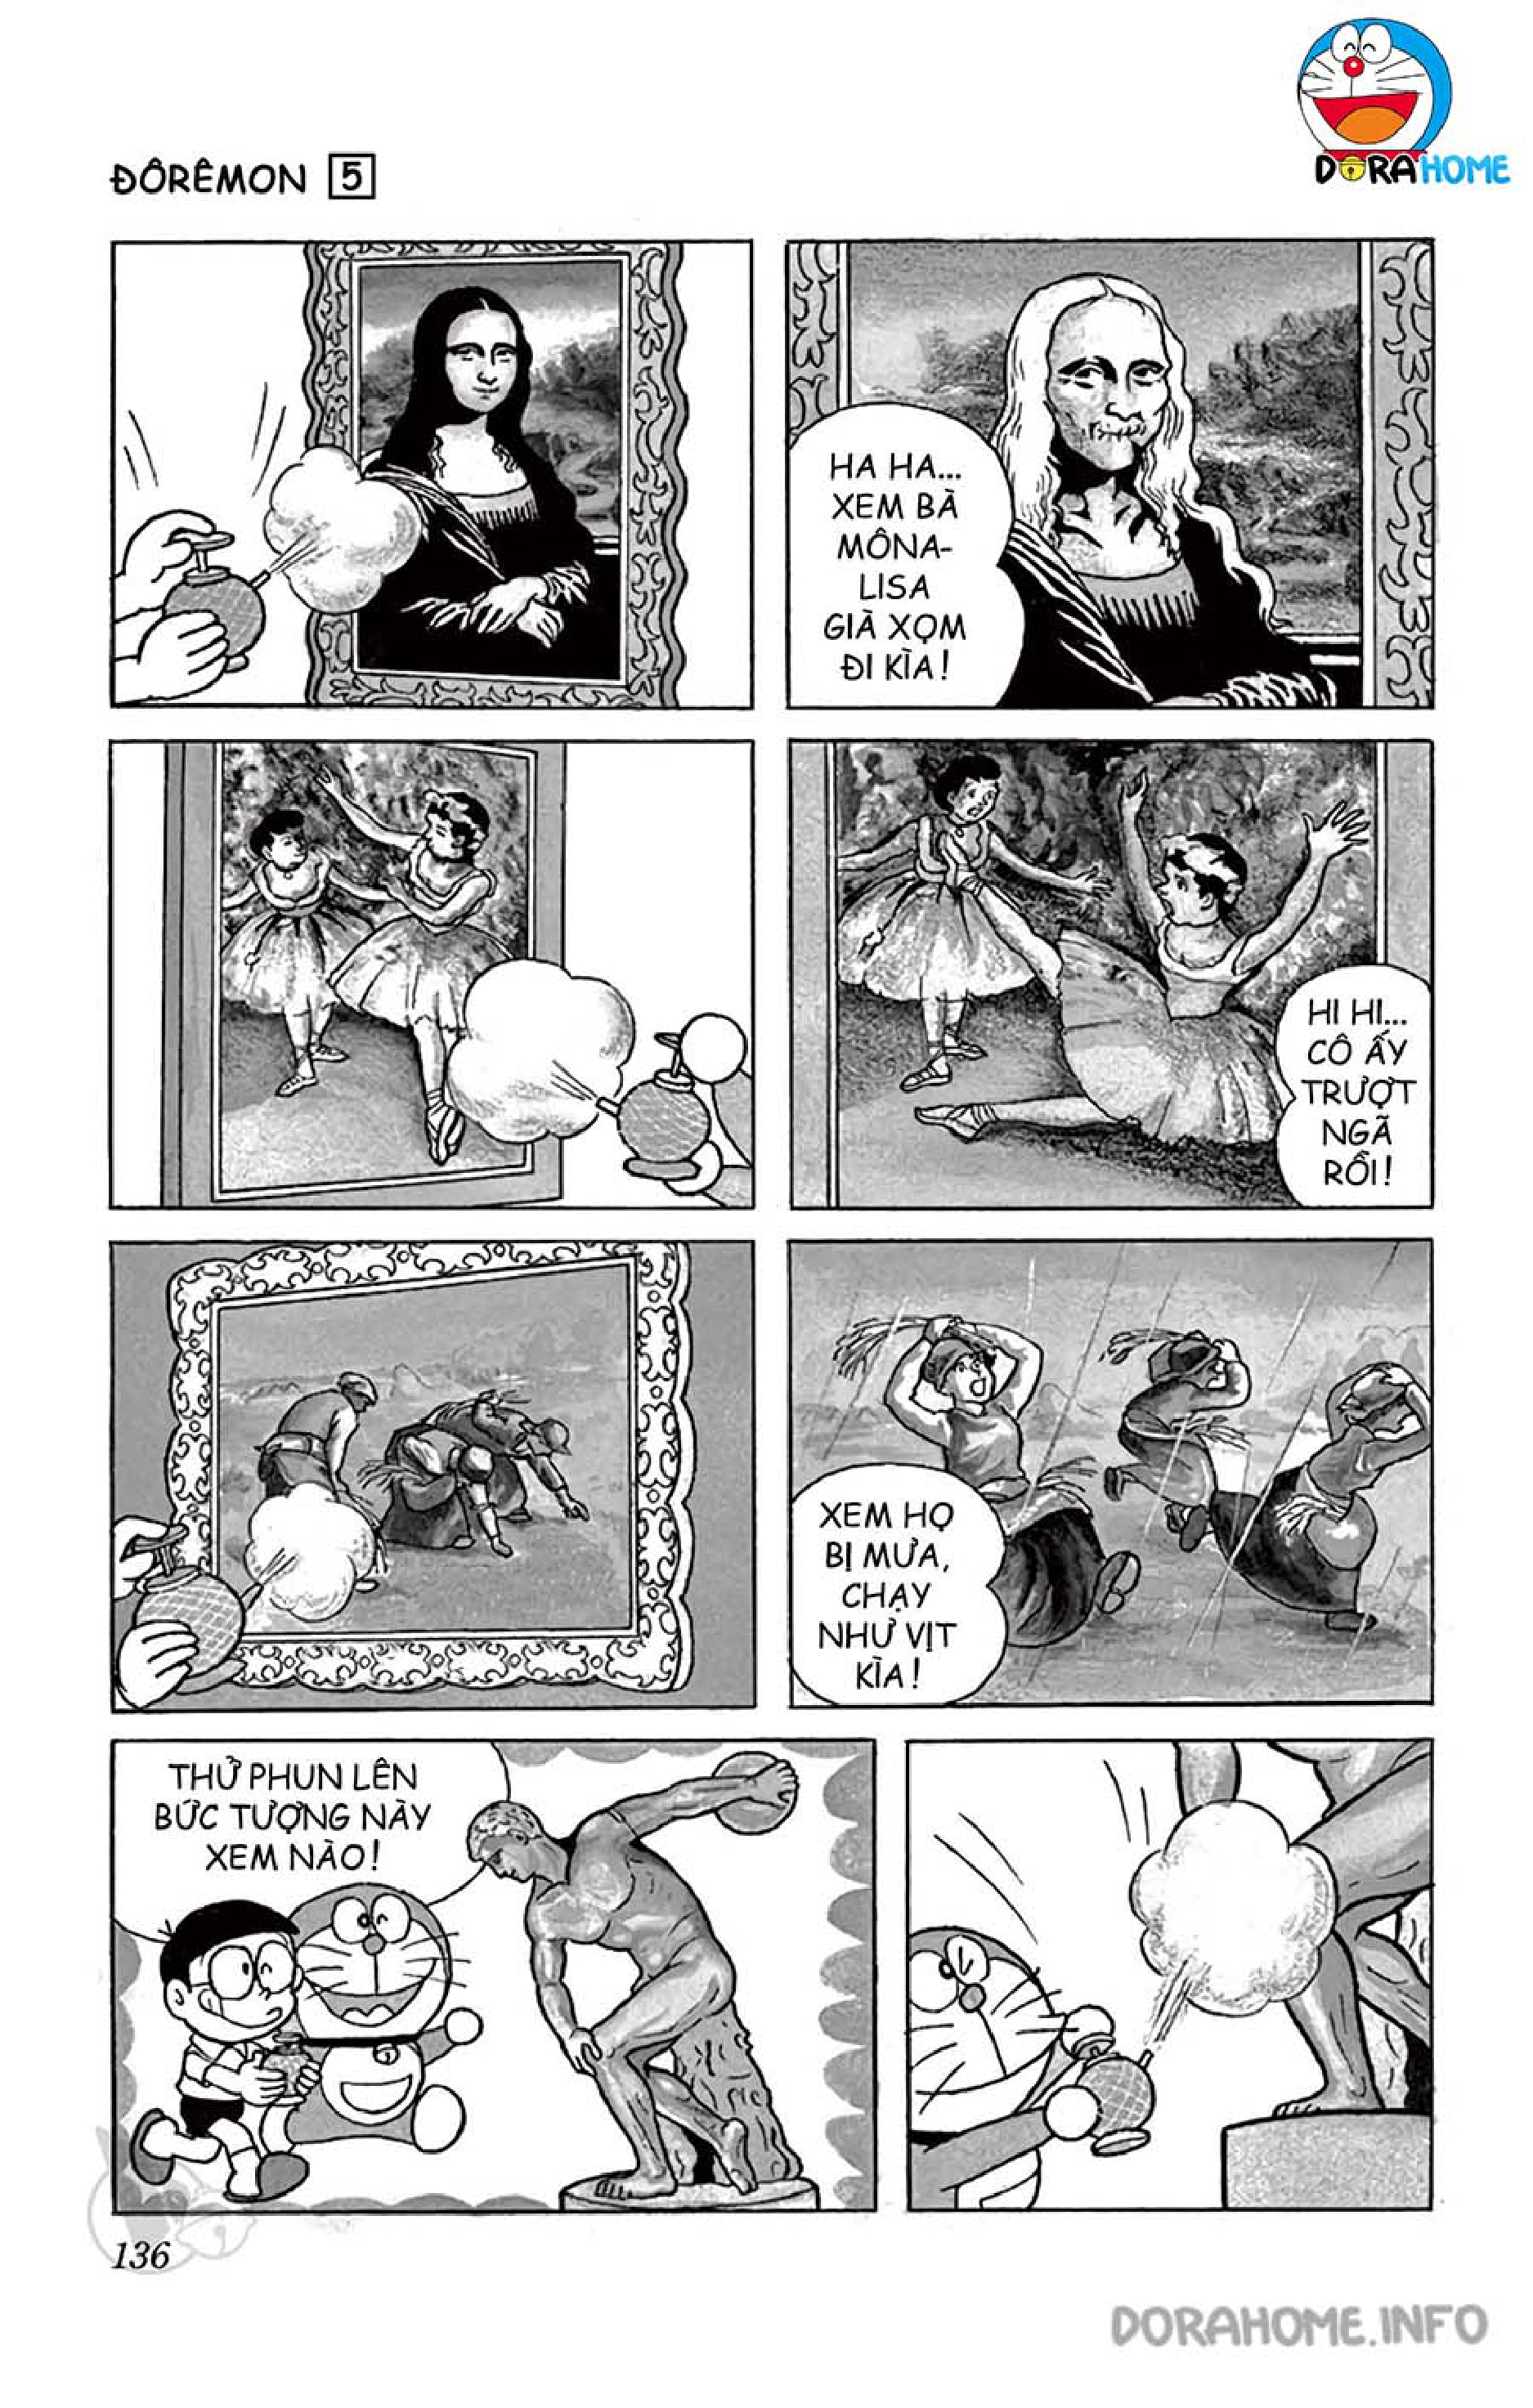 DORAHOME
ĐÔRÊMON 5
HA HA...
XEM BÀ
MÔNA-
LISA
GIÀ XỌM
ĐI KÌA!
HI HI...
CÔ ẤY
TRƯỢT
NGÃ
RỒI!
XEM HỌ
BỊ MƯA,
CHẠY
NHƯ VỊT
KÌA!
THỬ PHUN LÊN
BỨC TƯỢNG NÀY
XEM NÀO!
136
DORAHOME.INFO